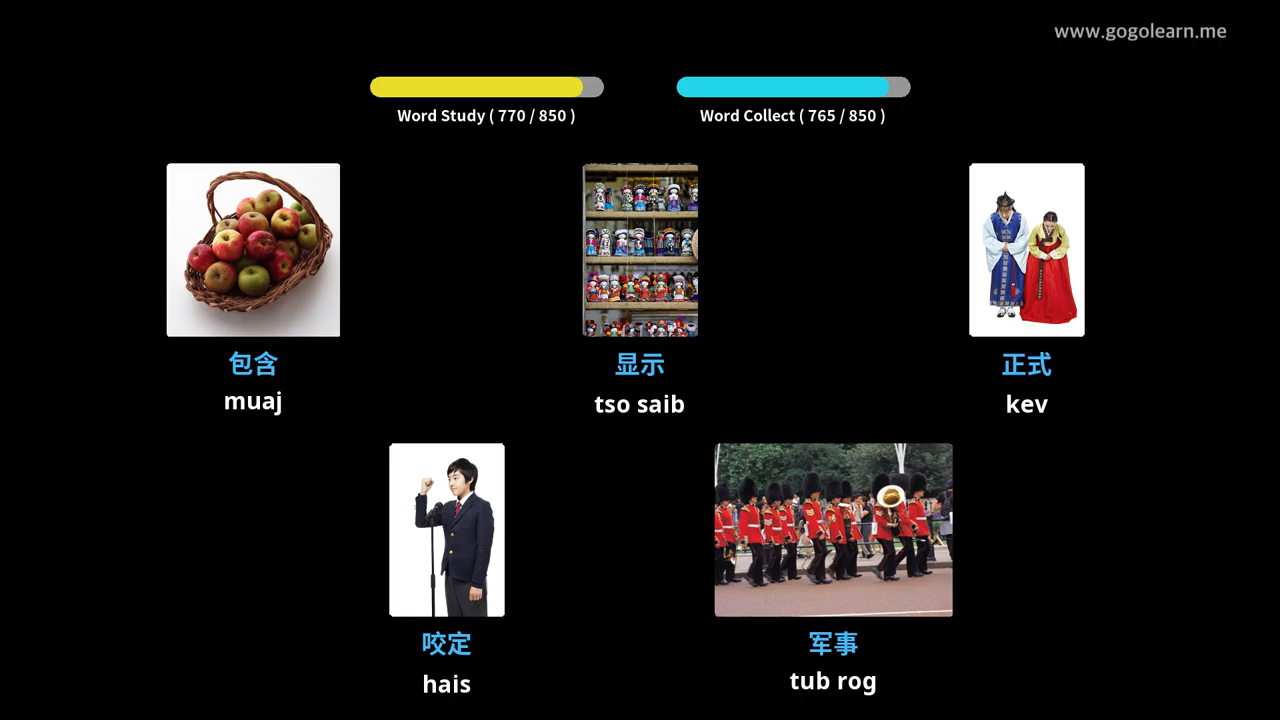 www.gogolearn.me
Word Study ( 770 / 850 )
Word Collect ( 765 / 850 )
包含
muaj
显示
tso saib
正式
kev
咬定
hais
军事
tub rog